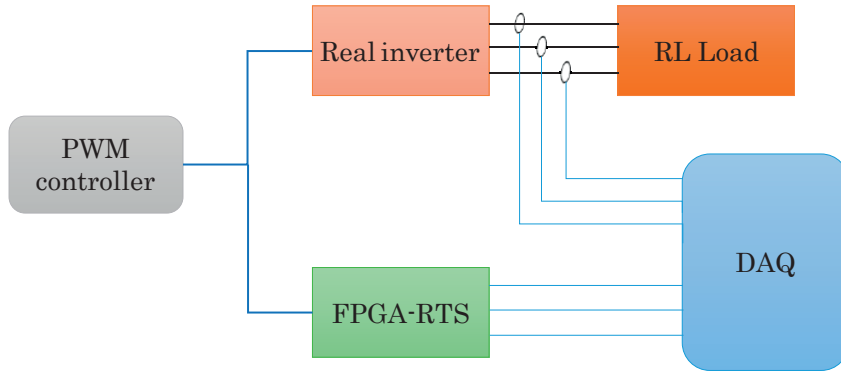 Real inverter
RL Load
PWM
controller
DAQ
FPGA-RTS